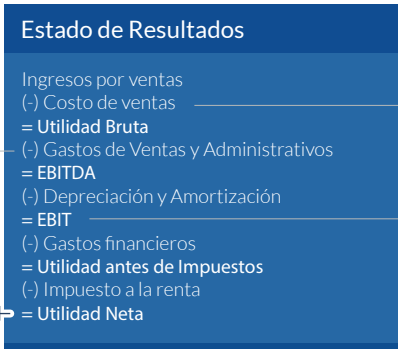 Estado de Resultados
Ingresos por ventas
(-) Costo de ventas
= Utilidad Bruta
(-) Gastos de Ventas y Administrativos
= EBITDA
(-) Depreciación y Amortización
= EBIT
(-) Gastos financieros
= Utilidad antes de Impuestos
(-) Impuesto a la renta
= Utilidad Neta